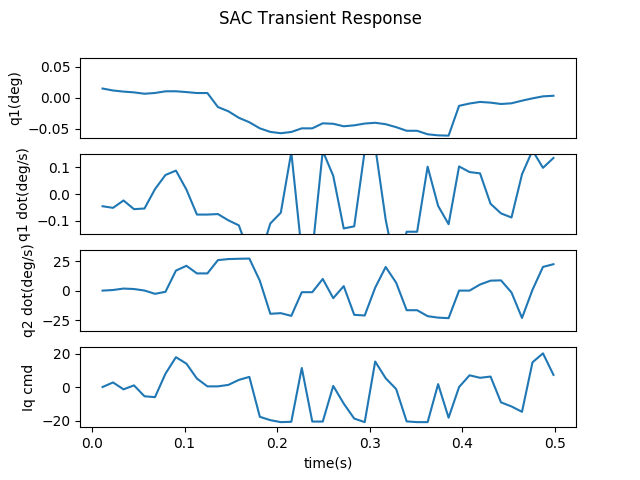 SAC Transient Response
q1(deg)
0.05
0.00
−0.05
q1 dot(deg/s)
0.1
0.0
−0.1
q2 dot(deg/s)
25
0
−25
Iq cmd
20
0
−20
0.0 0.1 0.2 0.3 0.4 0.5
time(s)